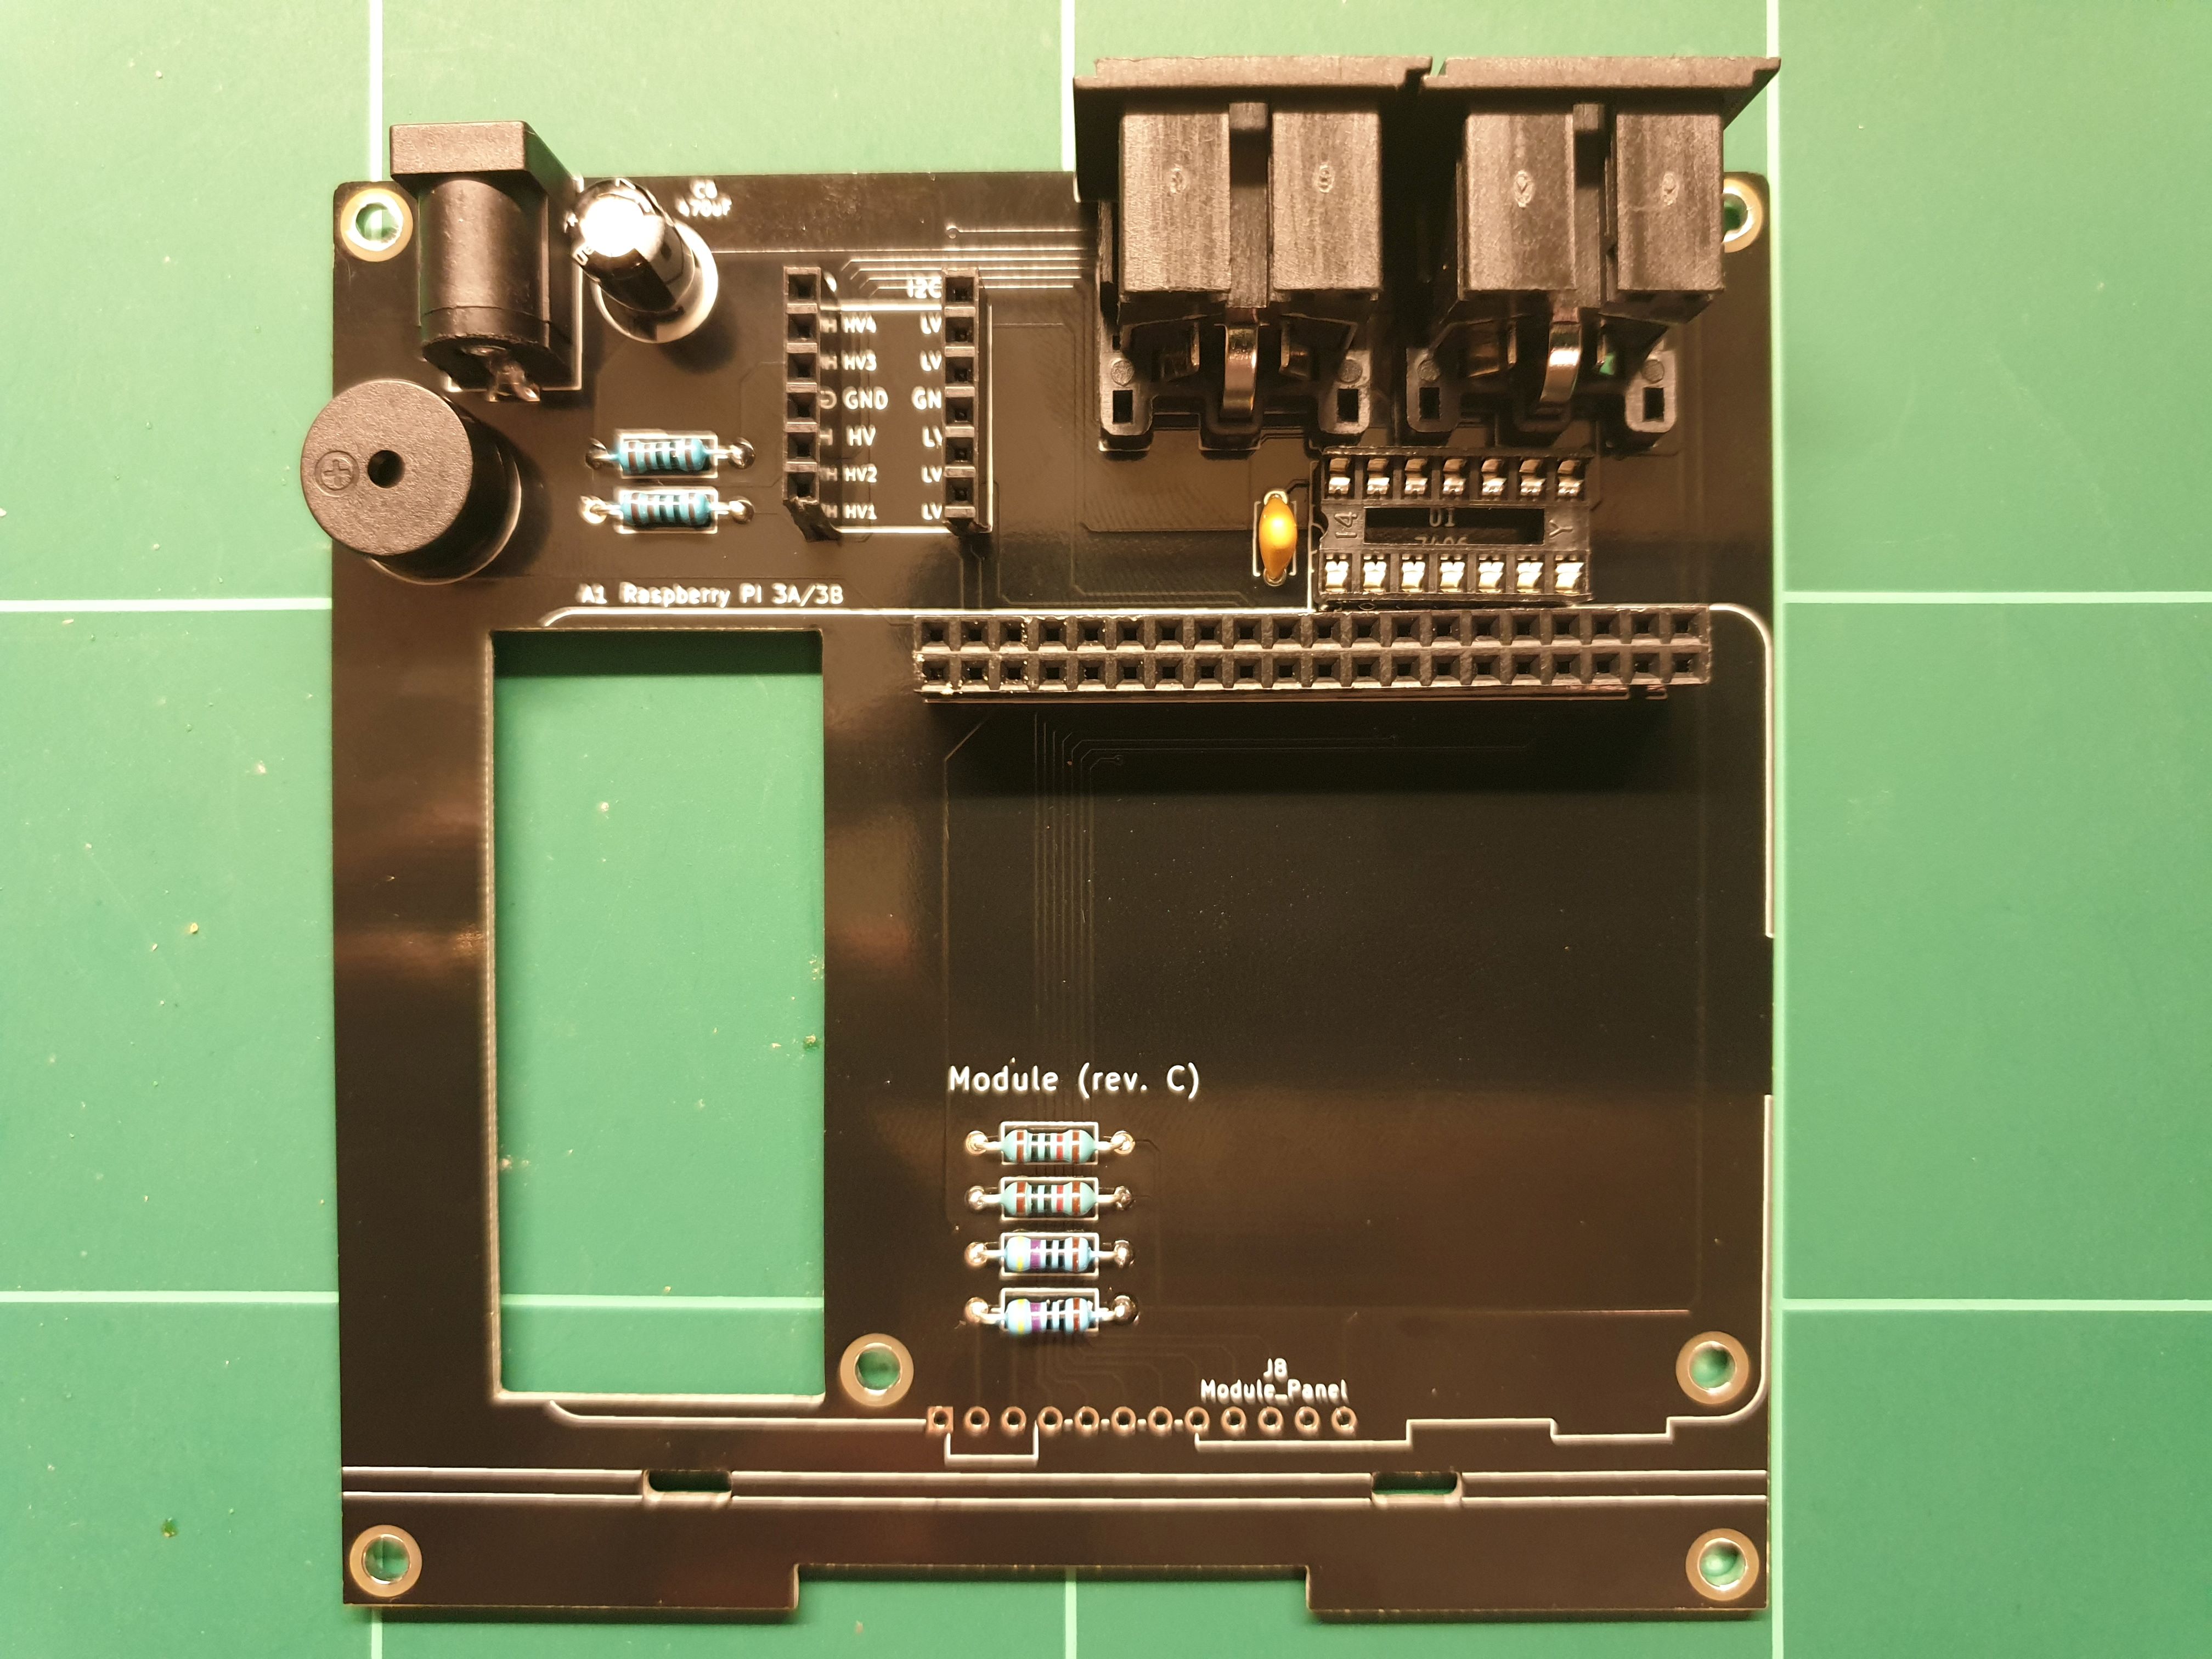 C6
470uF
I2C
HV4 LV
HV3 LV
GND GN
HV LV
HV2 LV
HV1 LV
14 U1 Y
7406
A1 Raspberry PI 3A/3B
Module (rev. C)
J8
Module_Panel